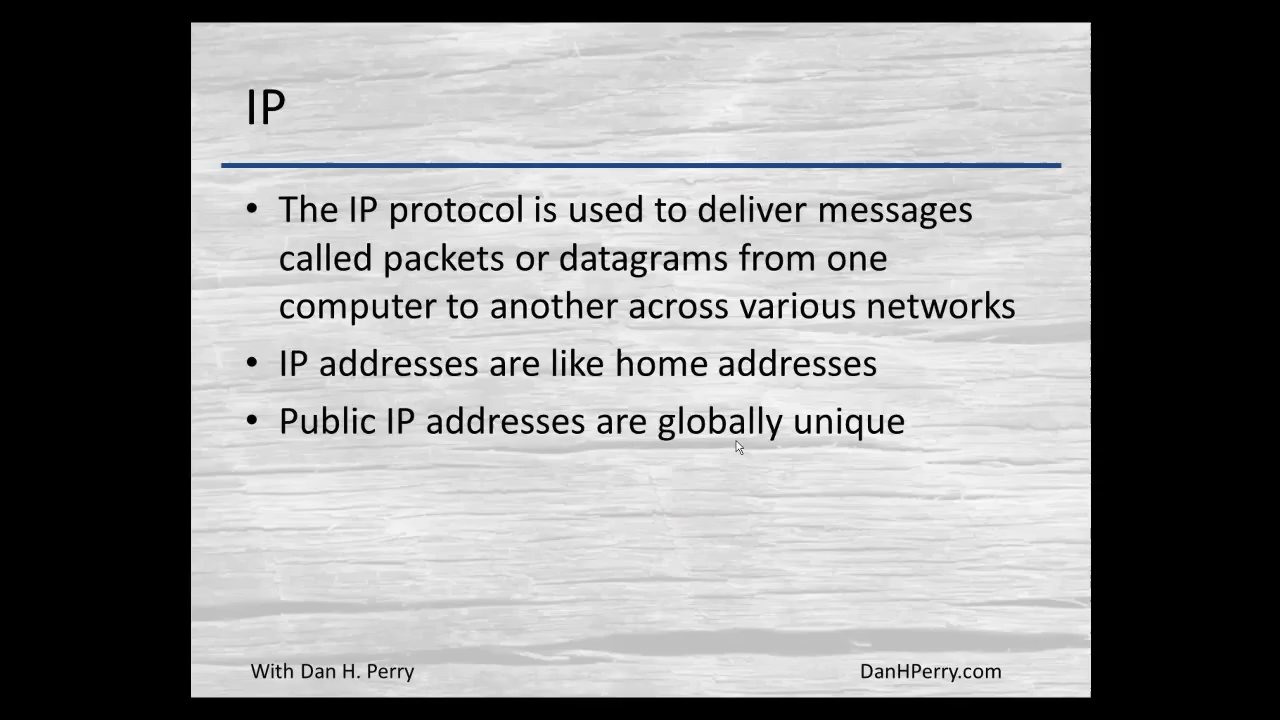 IP
• The IP protocol is used to deliver messages
called packets or datagrams from one
computer to another across various networks
• IP addresses are like home addresses
• Public IP addresses are globally unique
With Dan H. Perry
DanHPerry.com